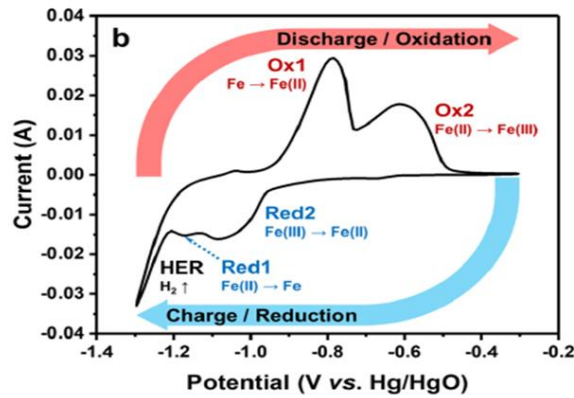 b
Discharge / Oxidation
Ox1
Fe → Fe(II)
Ox2
Fe(II) → Fe(III)
Red2
Fe(III) → Fe(II)
HER
H₂ ↑
Red1
Fe(II) → Fe
Charge / Reduction
Current (A)
0.04
0.03
0.02
0.01
0.00
-0.01
-0.02
-0.03
-0.04
-1.4
-1.2
-1.0
-0.8
-0.6
-0.4
-0.2
Potential (V vs. Hg/HgO)